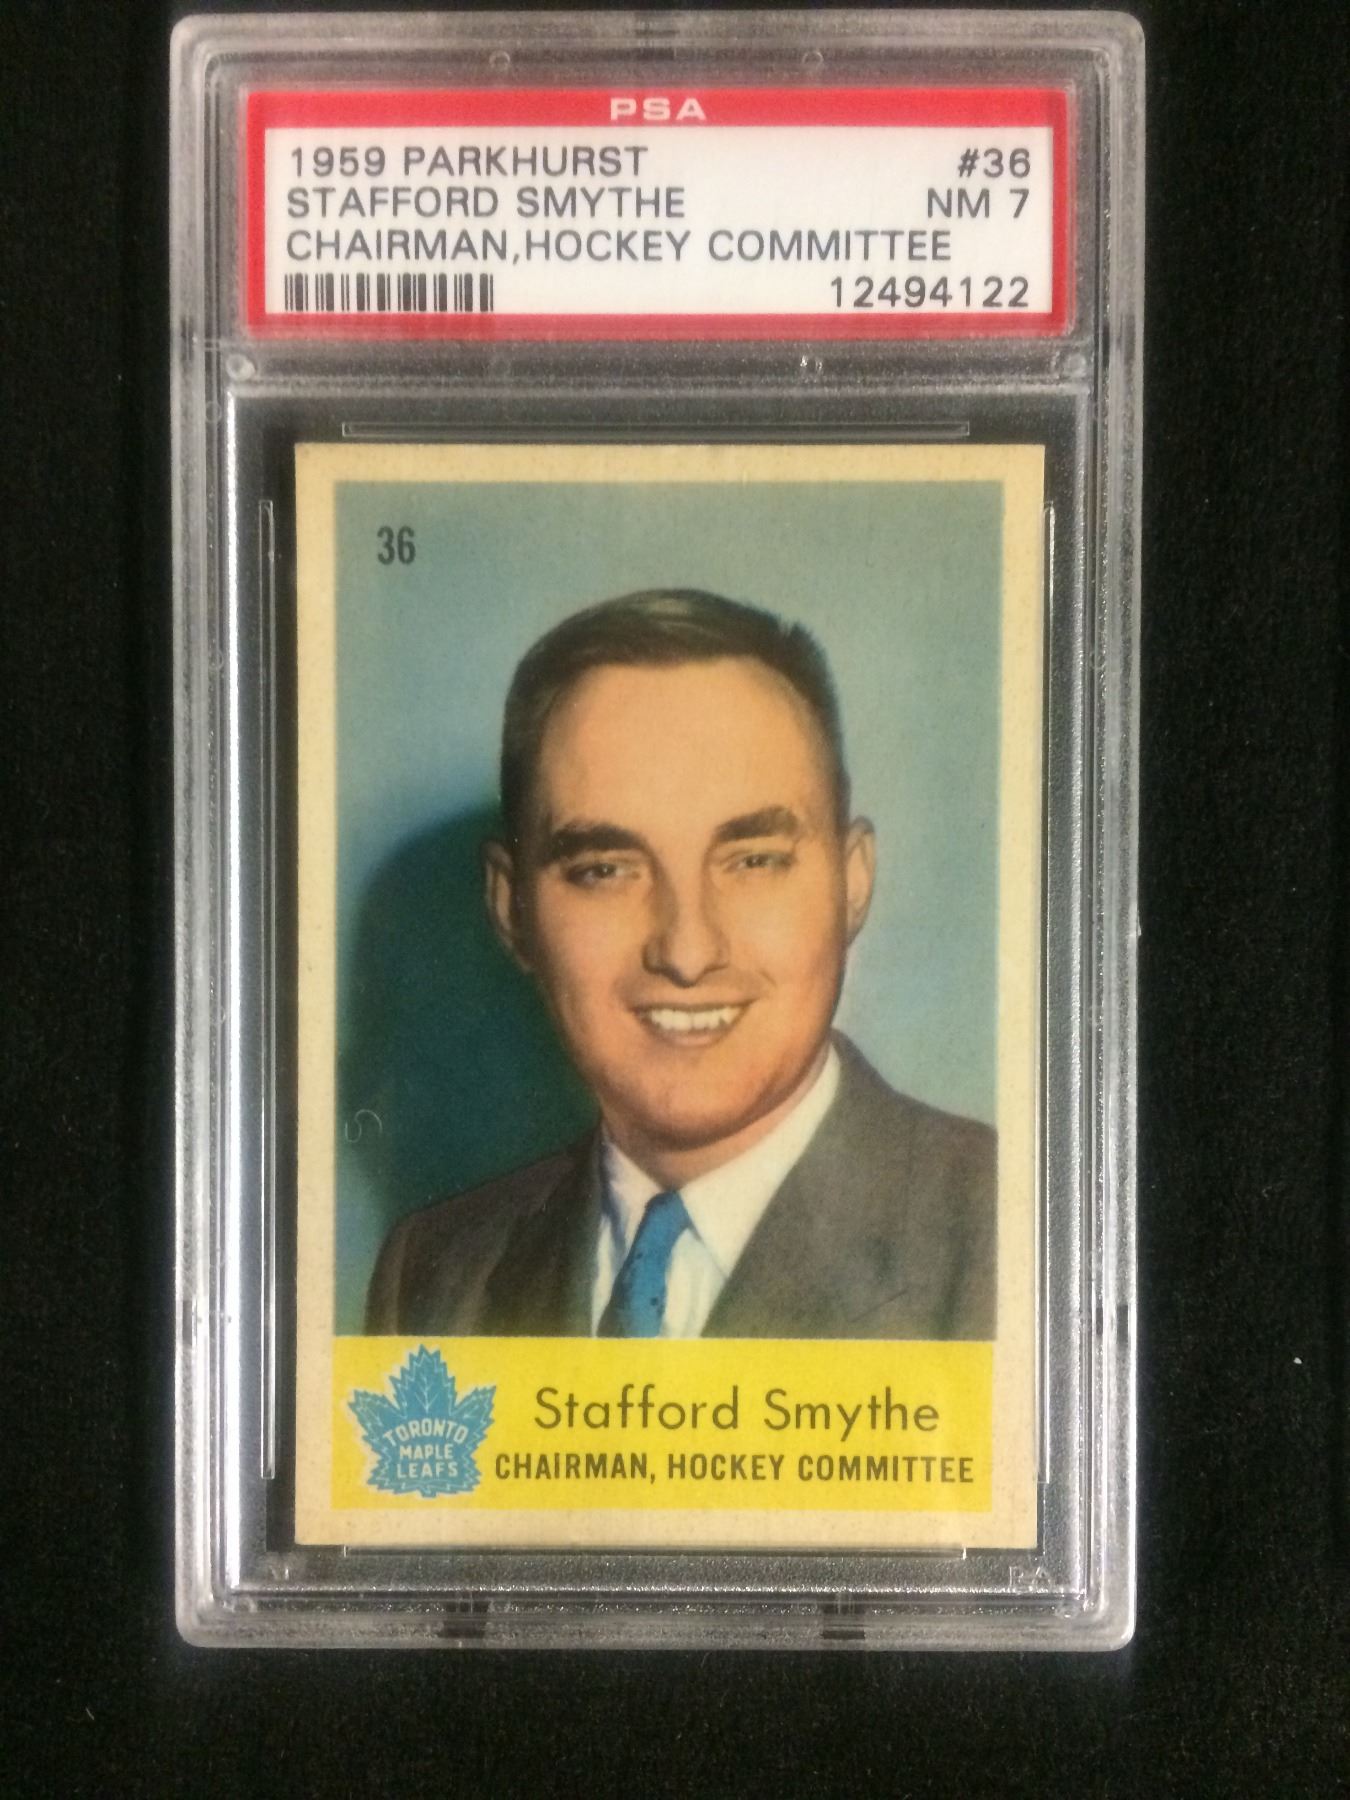 PSA
1959 PARKHURST #36
STAFFORD SMYTHE NM 7
CHAIRMAN,HOCKEY COMMITTEE
12494122
36
TORONTO
MAPLE
LEAFS
Stafford Smythe
CHAIRMAN, HOCKEY COMMITTEE